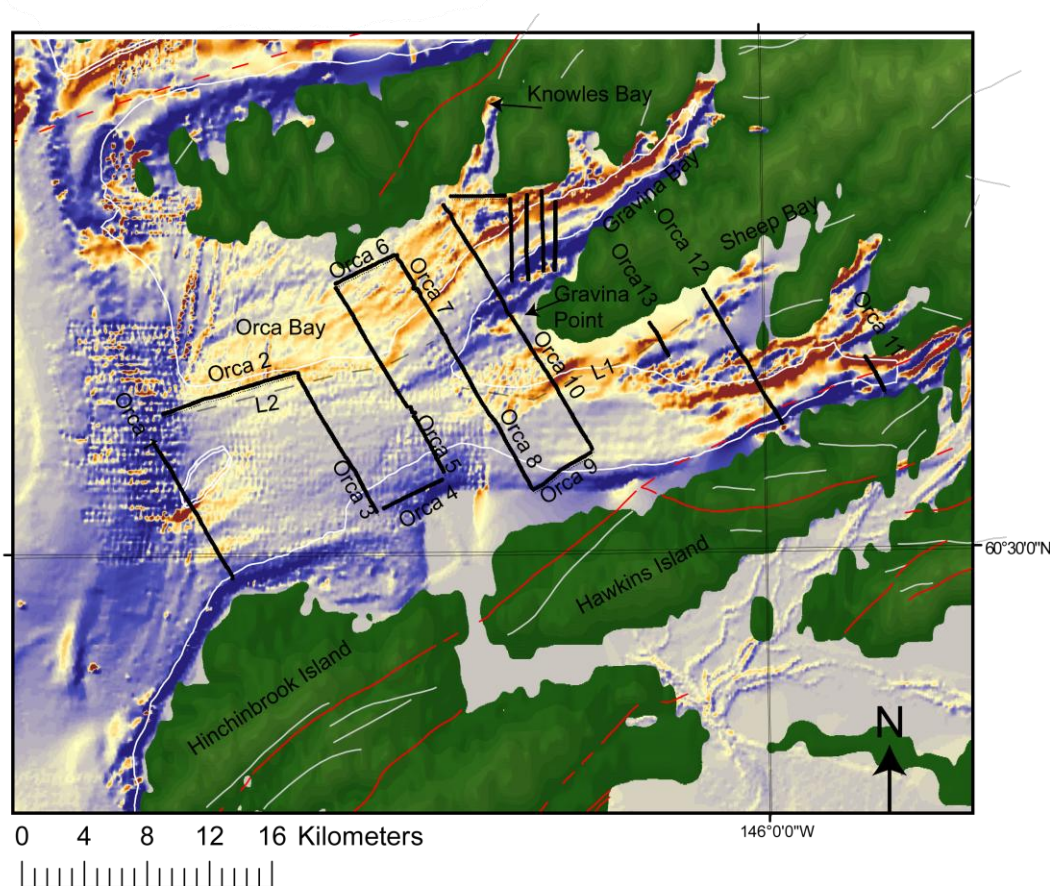 Knowles Bay
Gravina Bay
Sheep Bay
Orca 12
Orca 6
Orca 7
Orca13
Gravina
Point
Orca Bay
Orca 11
Orca 10
L1
Orca 2
L2
Orca 1
Orca 8
Orca 5
Orca 3
Orca 4
Orca 9
60°30'0"N
Hawkins Island
Hinchinbrook Island
N
0 4 8 12 16 Kilometers
146°0'0"W